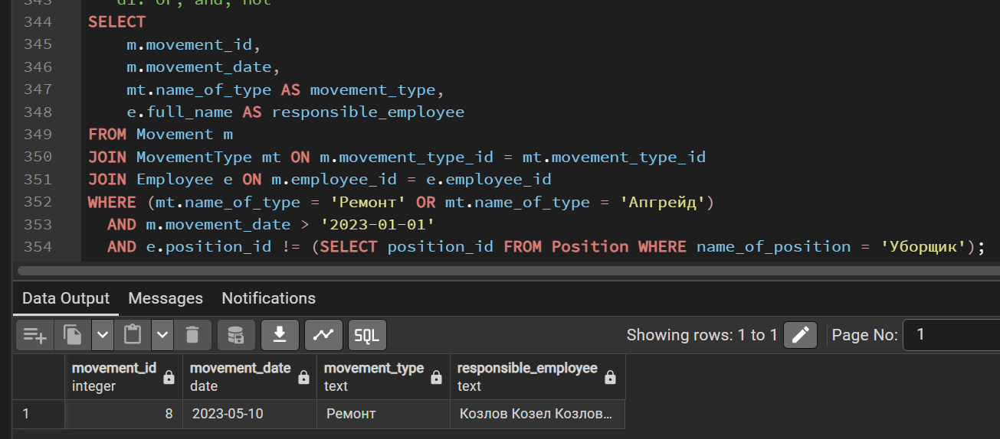 343 d1. or, and, not
344 SELECT
345 m.movement_id,
346 m.movement_date,
347 mt.name_of_type AS movement_type,
348 e.full_name AS responsible_employee
349 FROM Movement m
350 JOIN MovementType mt ON m.movement_type_id = mt.movement_type_id
351 JOIN Employee e ON m.employee_id = e.employee_id
352 WHERE (mt.name_of_type = 'Ремонт' OR mt.name_of_type = 'Апгрейд')
353 AND m.movement_date > '2023-01-01'
354 AND e.position_id != (SELECT position_id FROM Position WHERE name_of_position = 'Уборщик');
Data Output Messages Notifications
SQL Showing rows: 1 to 1 Page No: 1
movement_id movement_date movement_type responsible_employee
integer date text text
1 8 2023-05-10 Ремонт Козлов Козел Козлов...